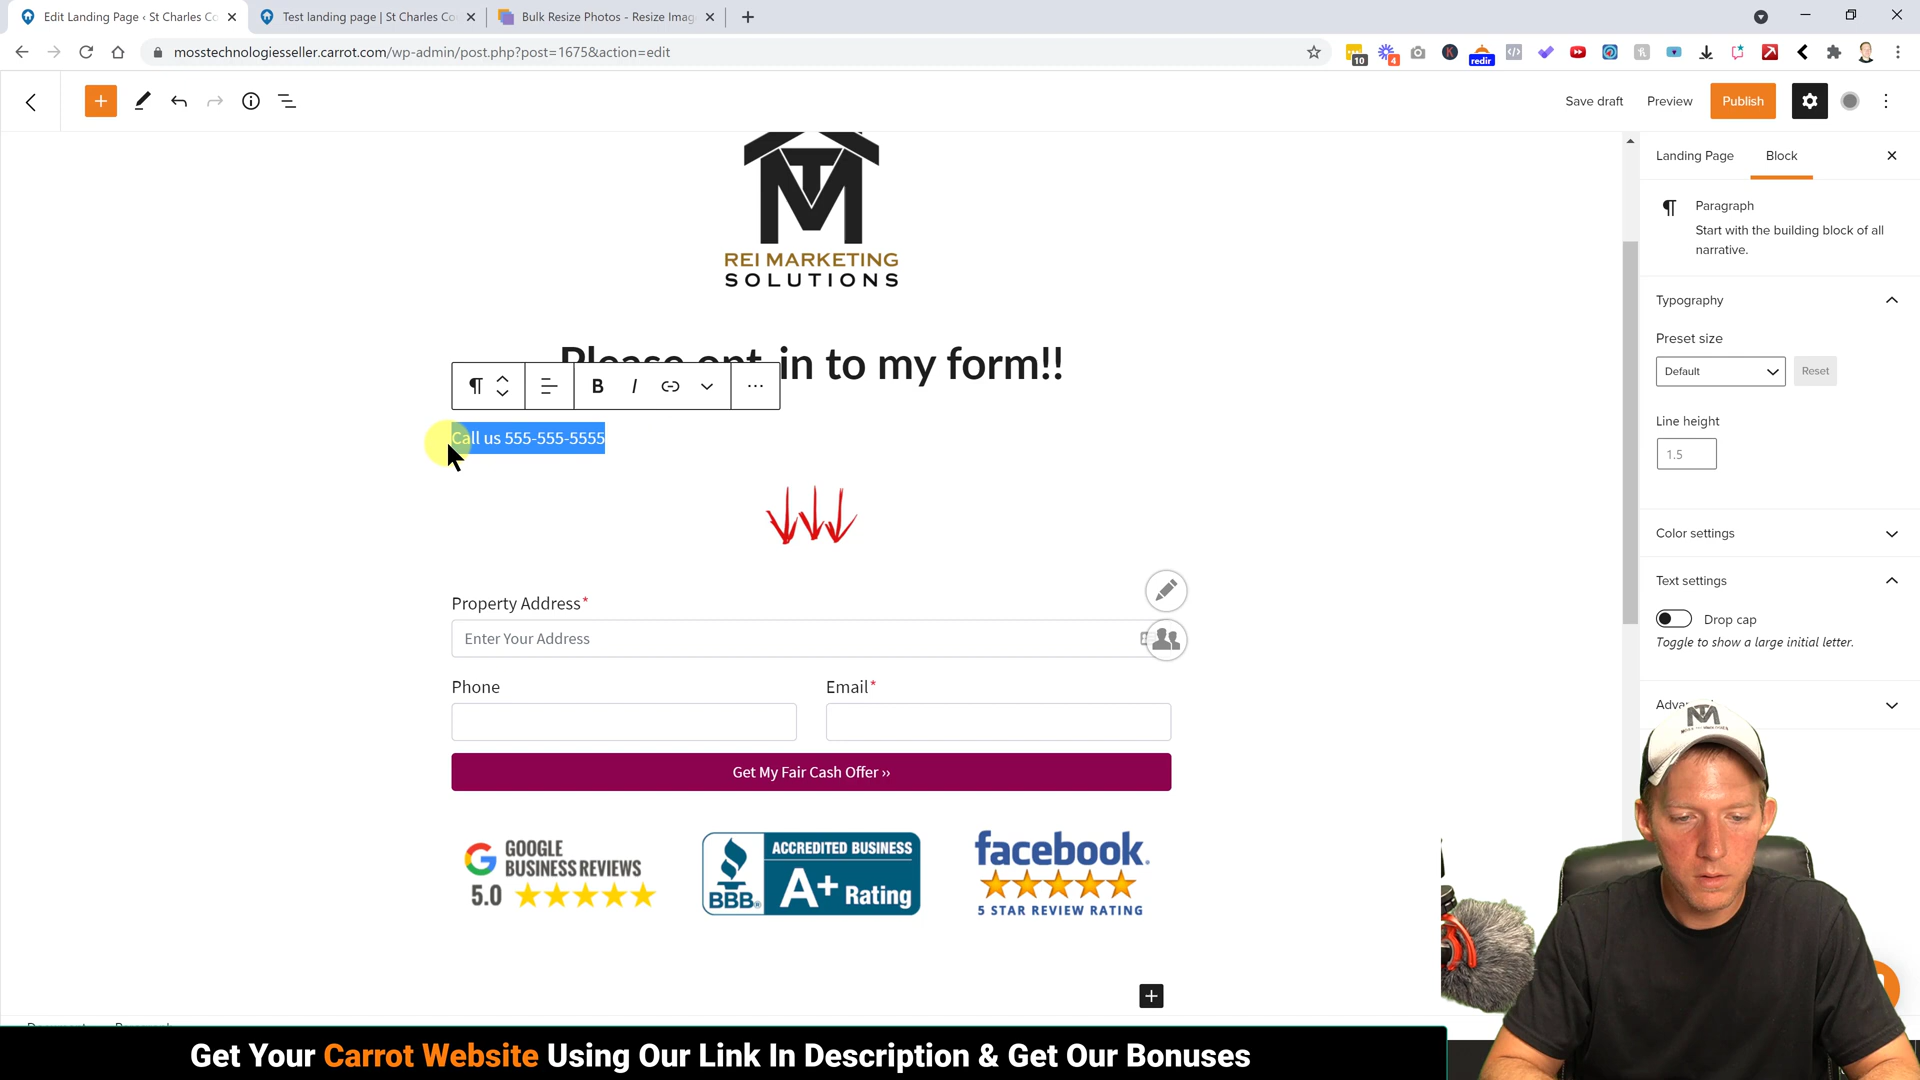 Edit Landing Page ‹ St Charles Co
Test landing page | St Charles Co
Bulk Resize Photos - Resize Imag
mosstechnologiesseller.carrot.com/wp-admin/post.php?post=1675&action=edit
10
4
redir
Save draft
Preview
Publish
Landing Page
Block
Paragraph
Start with the building block of all
narrative.
Typography
Preset size
Default
Reset
Line height
1.5
Color settings
Text settings
Drop cap
Toggle to show a large initial letter.
TM
REI MARKETING
SOLUTIONS
Please opt-in to my form!!
B I
Call us 555-555-5555
Property Address*
Enter Your Address
Phone
Email*
Get My Fair Cash Offer ››
GOOGLE
BUSINESS REVIEWS
5.0
BBB
ACCREDITED BUSINESS
A+ Rating
facebook.
5 STAR REVIEW RATING
Get Your Carrot Website Using Our Link In Description & Get Our Bonuses